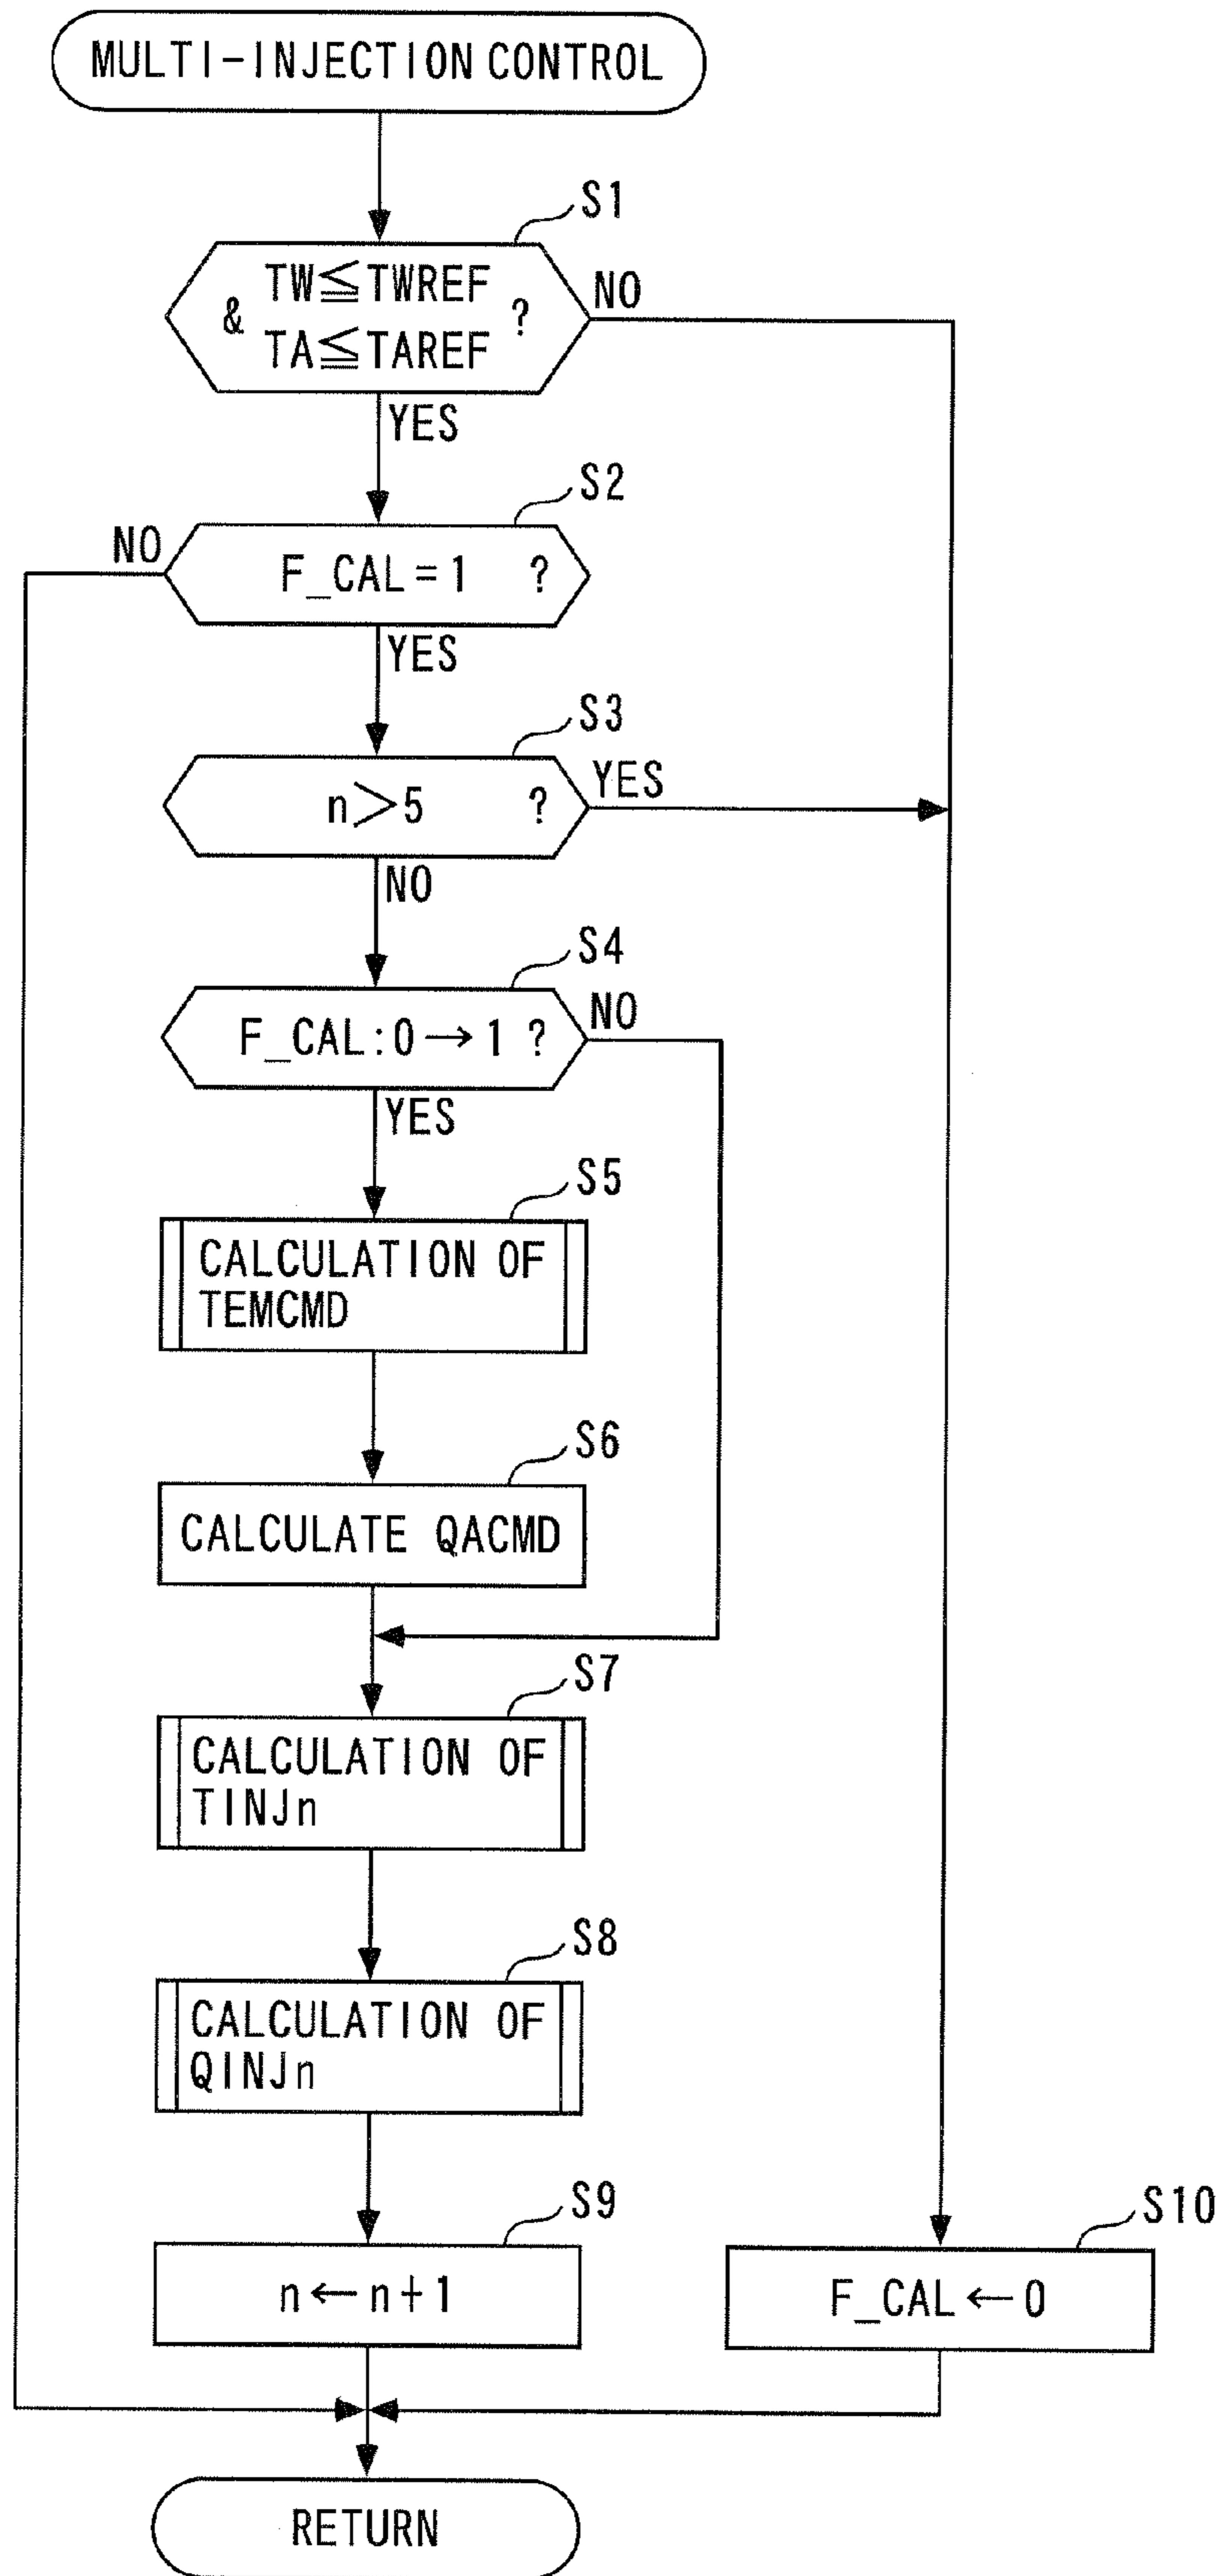 MULTI-INJECTION CONTROL
S1
TW≦TWREF
& ?
TA≦TAREF
NO
YES
S2
NO
F_CAL=1 ?
YES
S3
n>5 ?
YES
NO
S4
F_CAL:0→1 ?
NO
YES
S5
CALCULATION OF
TEMCMD
S6
CALCULATE QACMD
S7
CALCULATION OF
TINJn
S8
CALCULATION OF
QINJn
S9
n←n+1
S10
F_CAL←0
RETURN